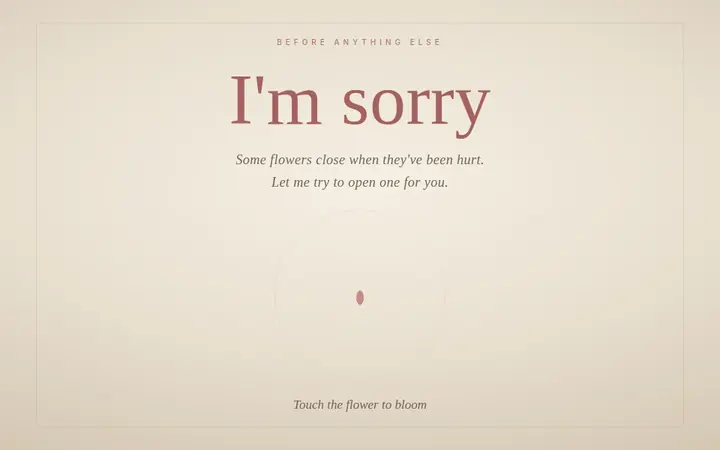 BEFORE ANYTHING ELSE
I'm sorry
Some flowers close when they've been hurt.
Let me try to open one for you.
Touch the flower to bloom